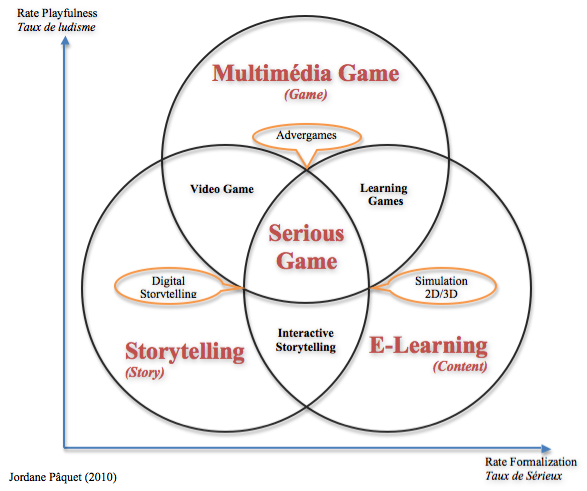 Rate Playfulness
Taux de ludisme
Multimédia Game
(Game)
Advergames
Video Game
Learning
Games
Serious
Game
Digital
Storytelling
Simulation
2D/3D
Interactive
Storytelling
Storytelling
(Story)
E-Learning
(Content)
Rate Formalization
Taux de Sérieux
Jordane Pâquet (2010)